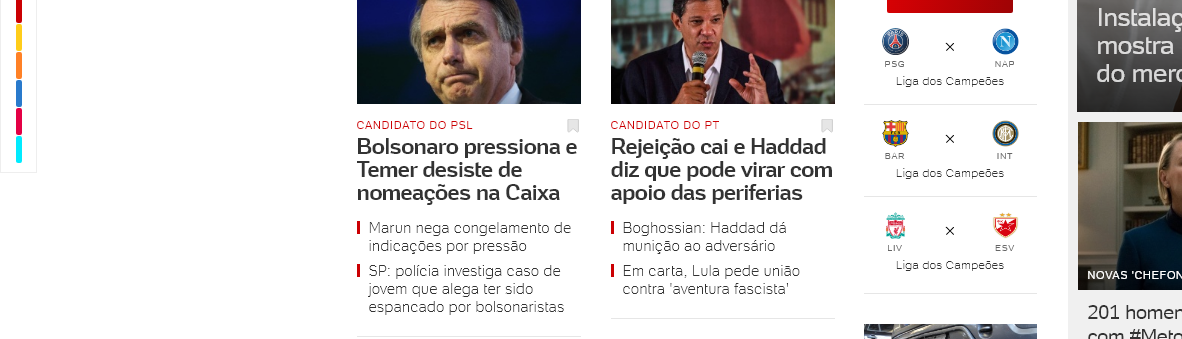 CANDIDATO DO PSL
Bolsonaro pressiona e
Temer desiste de
nomeações na Caixa
Marun nega congelamento de
indicações por pressão
SP: polícia investiga caso de
jovem que alega ter sido
espancado por bolsonaristas
CANDIDATO DO PT
Rejeição cai e Haddad
diz que pode virar com
apoio das periferias
Boghossian: Haddad dá
munição ao adversário
Em carta, Lula pede união
contra 'aventura fascista'
PSG × NAP
Liga dos Campeões
BAR × INT
Liga dos Campeões
LIV × ESV
Liga dos Campeões
Instalaç
mostra
do merc
NOVAS 'CHEFON
201 homen
com #Meto